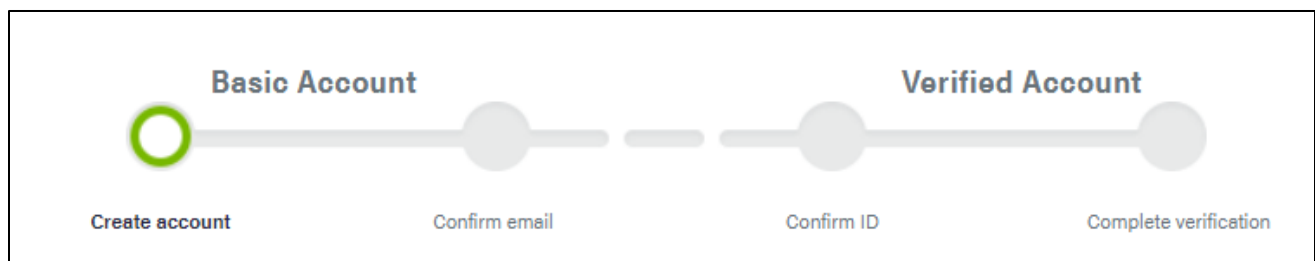 Basic Account
Verified Account
Create account
Confirm email
Confirm ID
Complete verification